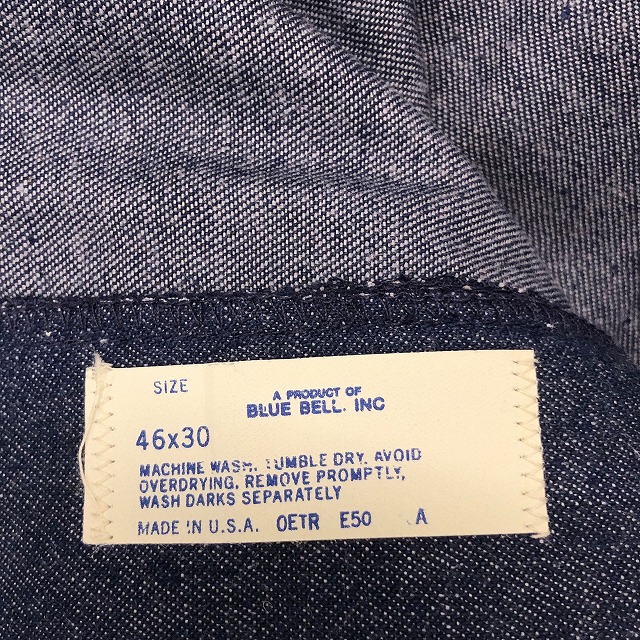 SIZE
A PRODUCT OF
BLUE BELL. INC
46x30
MACHINE WASH. TUMBLE DRY. AVOID
OVERDRYING. REMOVE PROMPTLY.
WASH DARKS SEPARATELY
MADE IN U.S.A. OETR E50 A